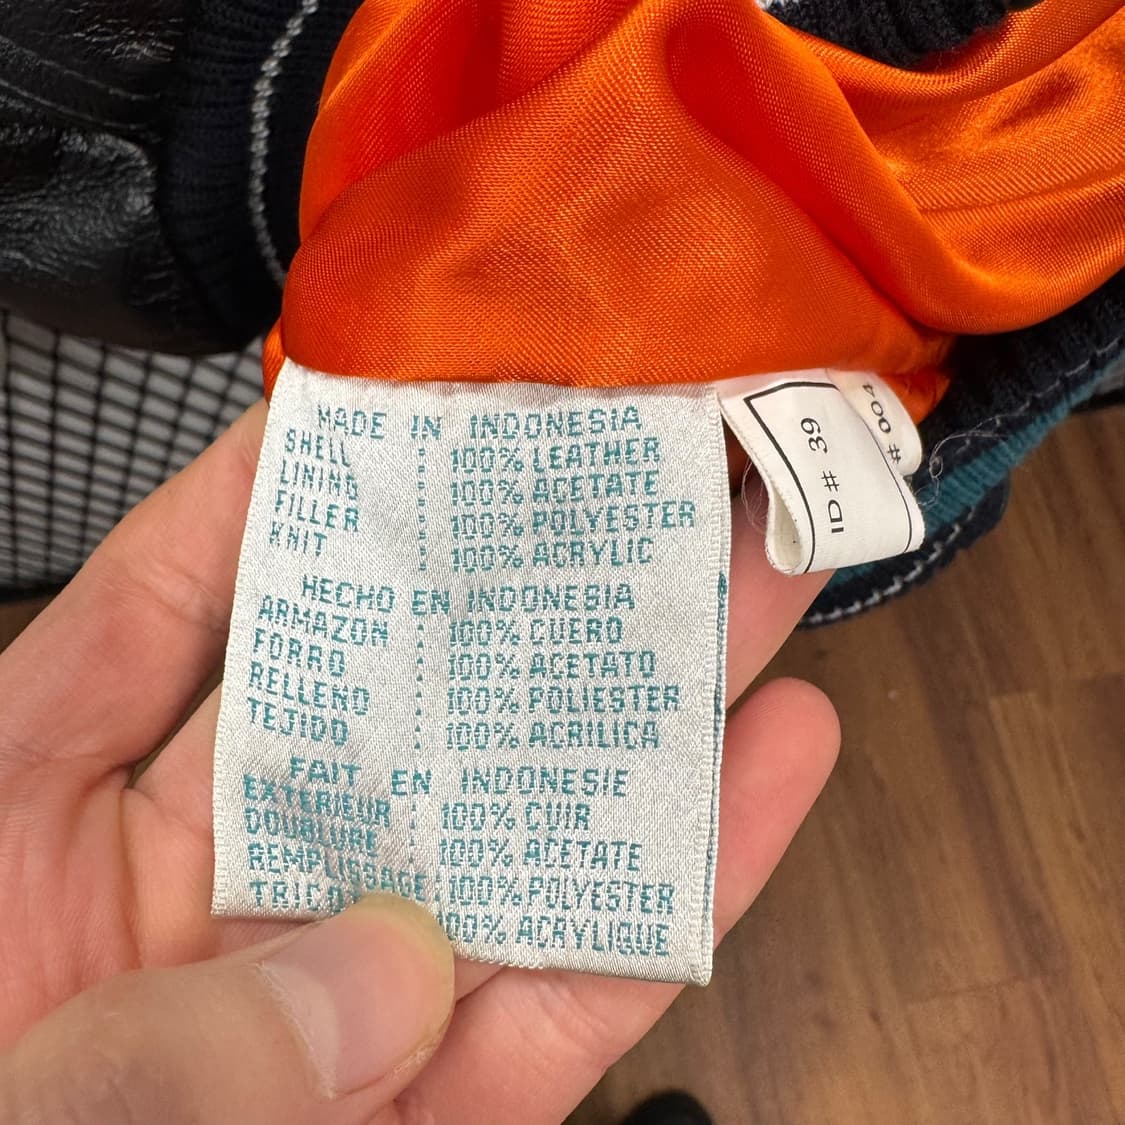 MADE IN INDONESIA
SHELL : 100% LEATHER
LINING : 100% ACETATE
FILLER : 100% POLYESTER
KNIT : 100% ACRYLIC
HECHO EN INDONESIA
ARMAZON : 100% CUERO
FORRO : 100% ACETATO
RELLENO : 100% POLIESTER
TEJIDO : 100% ACRILICA
FAIT EN INDONESIE
EXTERIEUR : 100% CUIR
DOUBLURE : 100% ACETATE
REMPLISSAGE : 100% POLYESTER
100% ACRYLIQUE
ID# 39